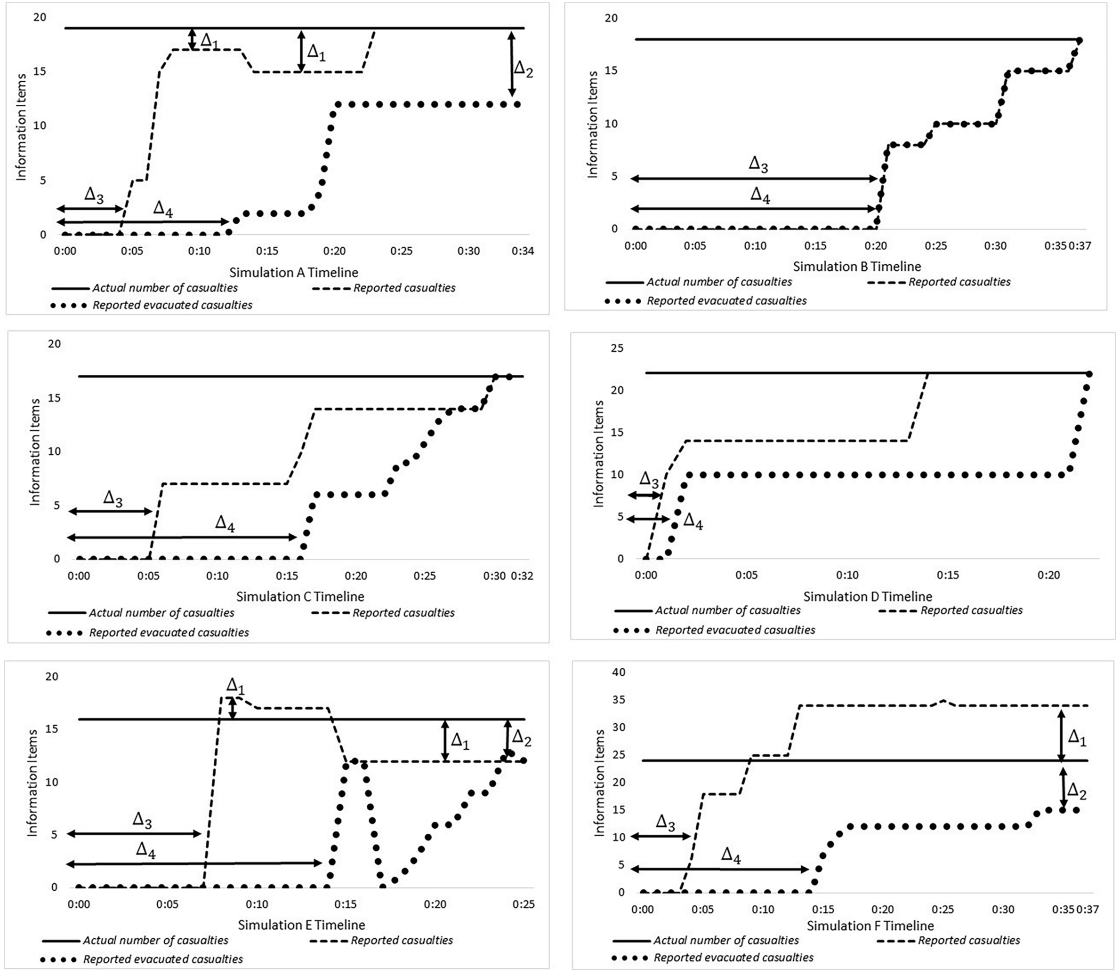 20
15
10
5
0
Information Items
Δ1
Δ1
Δ2
Δ3
Δ4
0:00 0:05 0:10 0:15 0:20 0:25 0:30 0:34
Simulation A Timeline
Actual number of casualties Reported casualties
Reported evacuated casualties
20
15
10
5
0
Information Items
Δ3
Δ4
0:00 0:05 0:10 0:15 0:20 0:25 0:30 0:35 0:37
Simulation B Timeline
Actual number of casualties Reported casualties
Reported evacuated casualties
20
15
10
5
0
Information Items
Δ3
Δ4
0:00 0:05 0:10 0:15 0:20 0:25 0:30 0:32
Simulation C Timeline
Actual number of casualties Reported casualties
Reported evacuated casualties
25
20
15
10
5
0
Information Items
Δ3
Δ4
0:00 0:05 0:10 0:15 0:20
Simulation D Timeline
Actual number of casualties Reported casualties
Reported evacuated casualties
20
15
10
5
0
Information Items
Δ1
Δ1
Δ2
Δ3
Δ4
0:00 0:05 0:10 0:15 0:20 0:25
Simulation E Timeline
Actual number of casualties Reported casualties
Reported evacuated casualties
40
35
30
25
20
15
10
5
0
Information Items
Δ1
Δ2
Δ3
Δ4
0:00 0:05 0:10 0:15 0:20 0:25 0:30 0:35 0:37
Simulation F Timeline
Actual number of casualties Reported casualties
Reported evacuated casualties